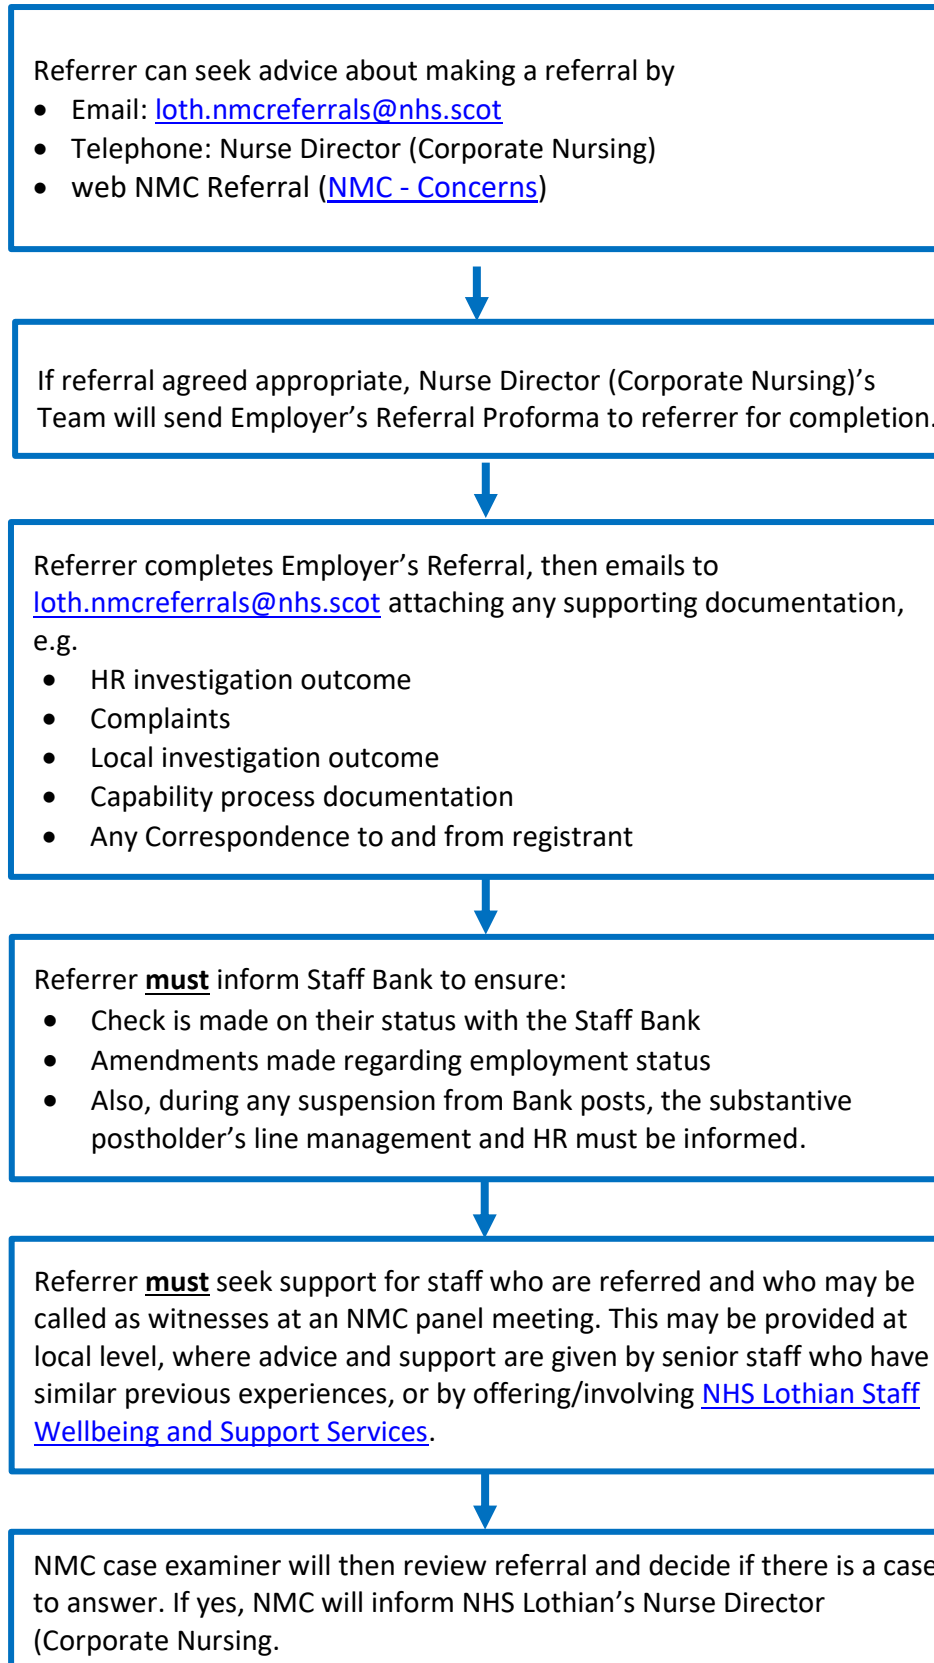 Referrer can seek advice about making a referral by
• Email: loth.nmcreferrals@nhs.scot
• Telephone: Nurse Director (Corporate Nursing)
• web NMC Referral (NMC - Concerns)
If referral agreed appropriate, Nurse Director (Corporate Nursing)’s
Team will send Employer’s Referral Proforma to referrer for completion.
Referrer completes Employer’s Referral, then emails to
loth.nmcreferrals@nhs.scot attaching any supporting documentation,
e.g.
• HR investigation outcome
• Complaints
• Local investigation outcome
• Capability process documentation
• Any Correspondence to and from registrant
Referrer must inform Staff Bank to ensure:
• Check is made on their status with the Staff Bank
• Amendments made regarding employment status
• Also, during any suspension from Bank posts, the substantive
postholder’s line management and HR must be informed.
Referrer must seek support for staff who are referred and who may be
called as witnesses at an NMC panel meeting. This may be provided at
local level, where advice and support are given by senior staff who have
similar previous experiences, or by offering/involving NHS Lothian Staff
Wellbeing and Support Services.
NMC case examiner will then review referral and decide if there is a case
to answer. If yes, NMC will inform NHS Lothian’s Nurse Director
(Corporate Nursing.